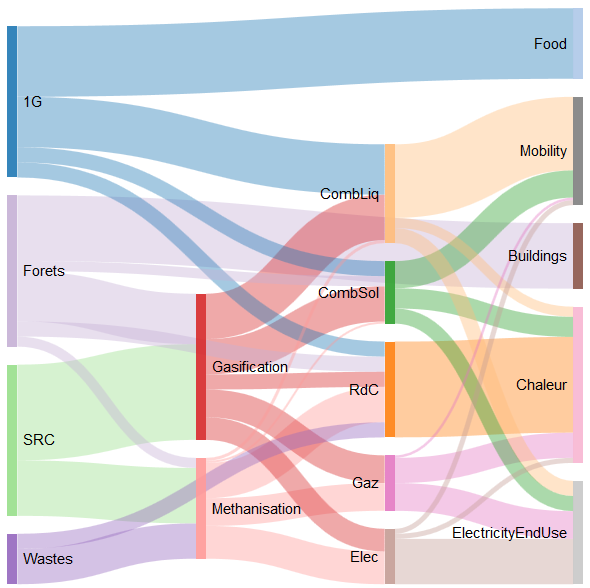 Food
1G
Mobility
CombLiq
Buildings
Forets
CombSol
Gasification
RdC
Chaleur
SRC
Gaz
Methanisation
ElectricityEndUse
Wastes
Elec